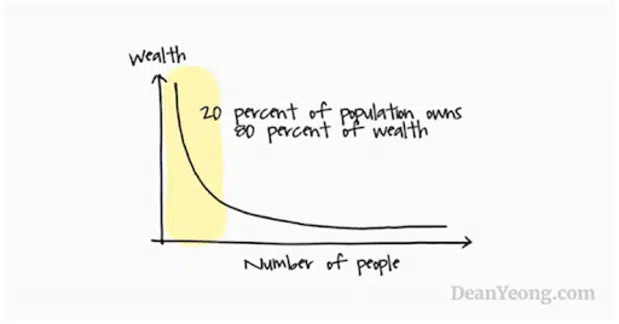 Wealth
20 percent of population owns
80 percent of wealth
Number of people
DeanYeong.com